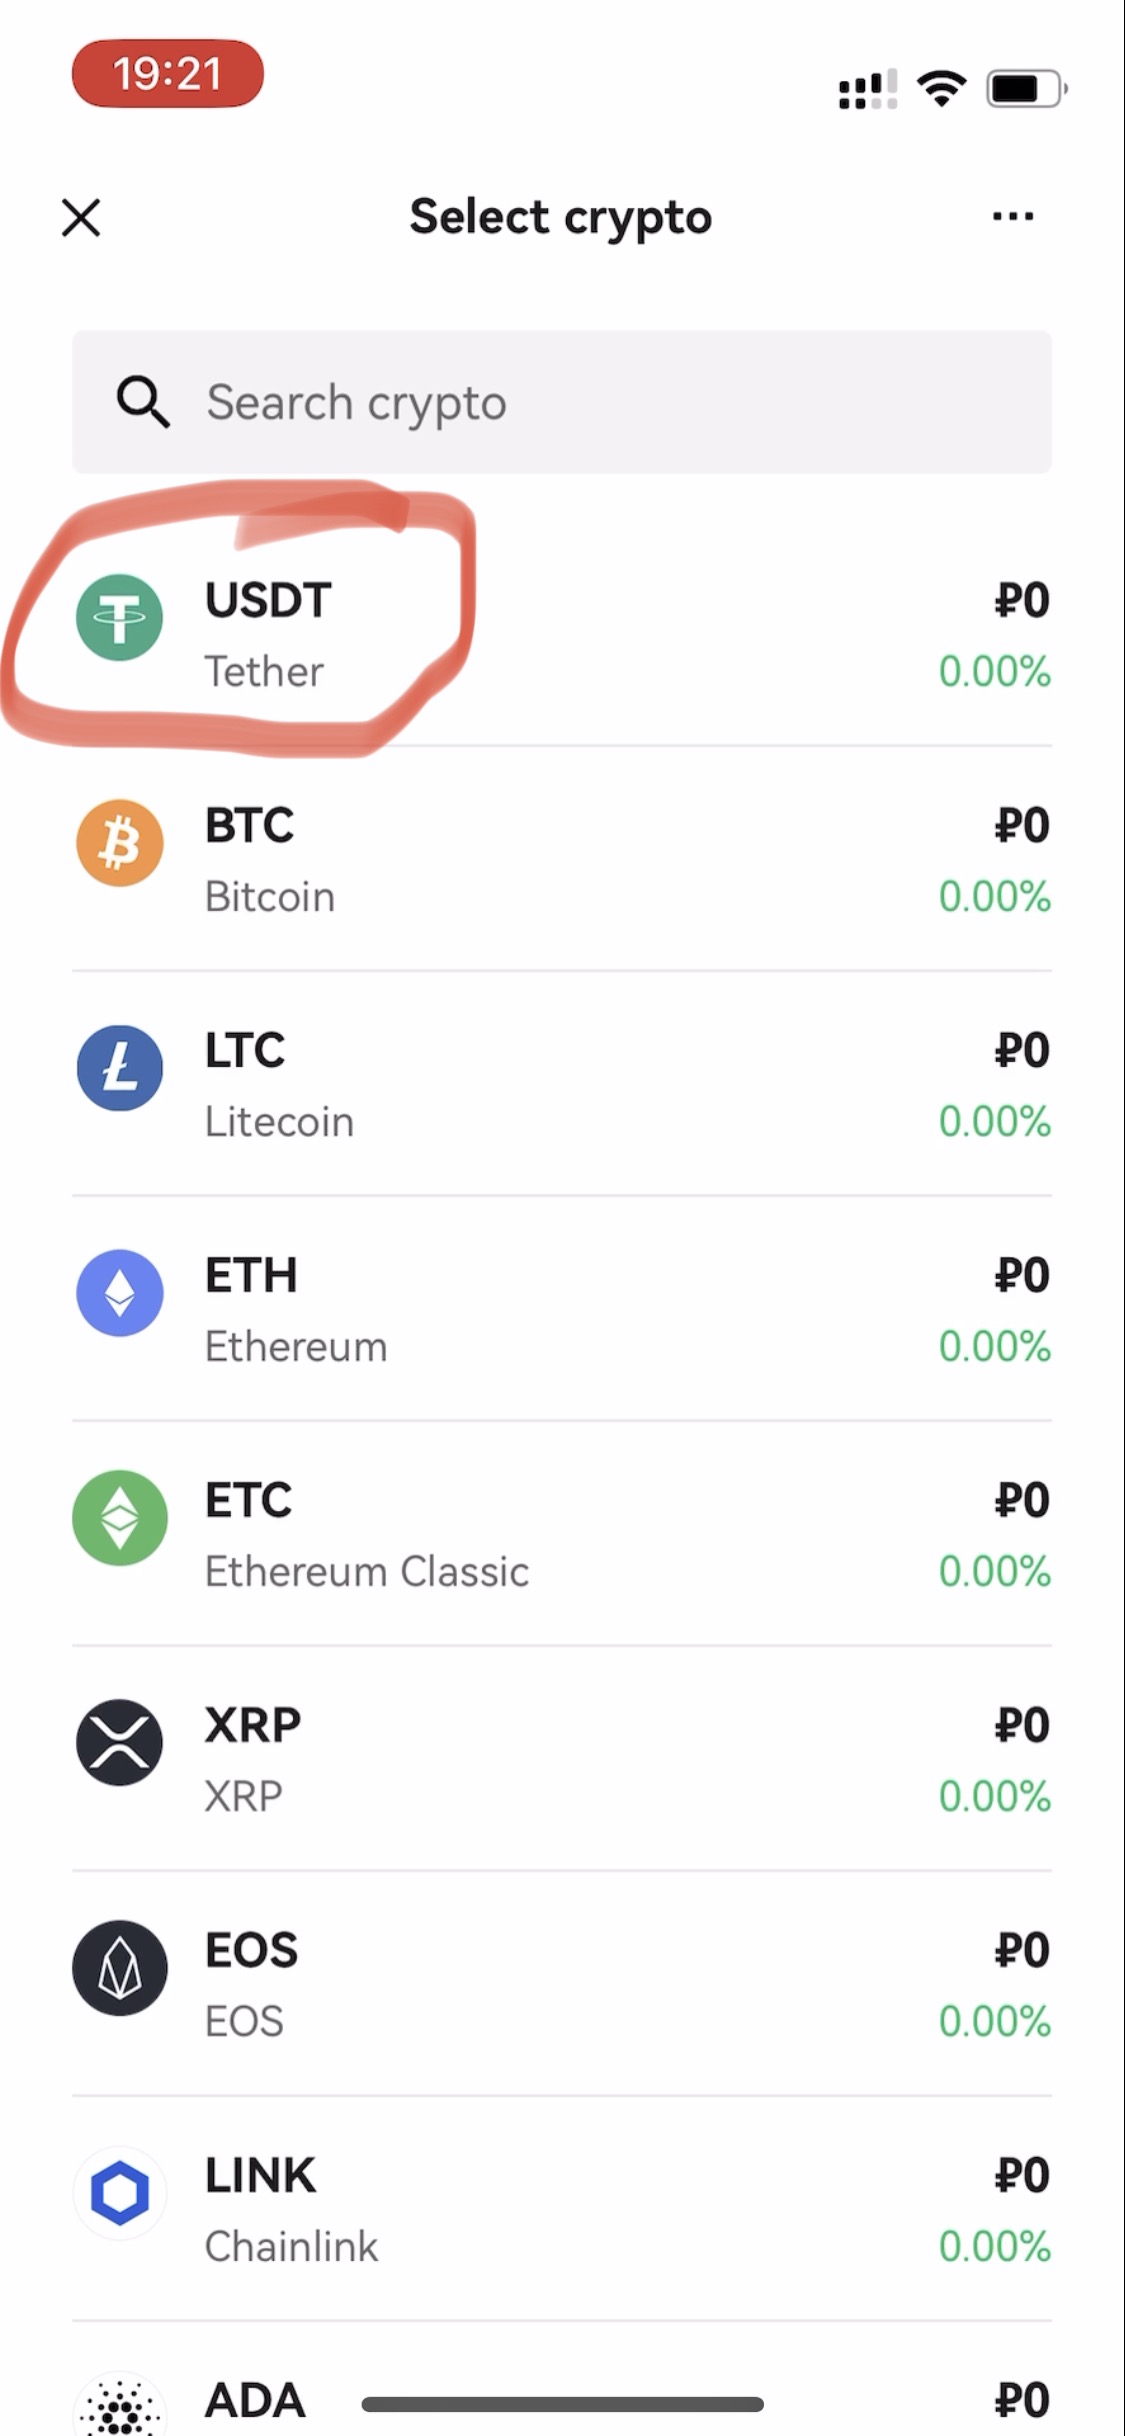 19:21
Select crypto
Search crypto
USDT ₽0
Tether 0.00%
BTC ₽0
Bitcoin 0.00%
LTC ₽0
Litecoin 0.00%
ETH ₽0
Ethereum 0.00%
ETC ₽0
Ethereum Classic 0.00%
XRP ₽0
XRP 0.00%
EOS ₽0
EOS 0.00%
LINK ₽0
Chainlink 0.00%
ADA ₽0